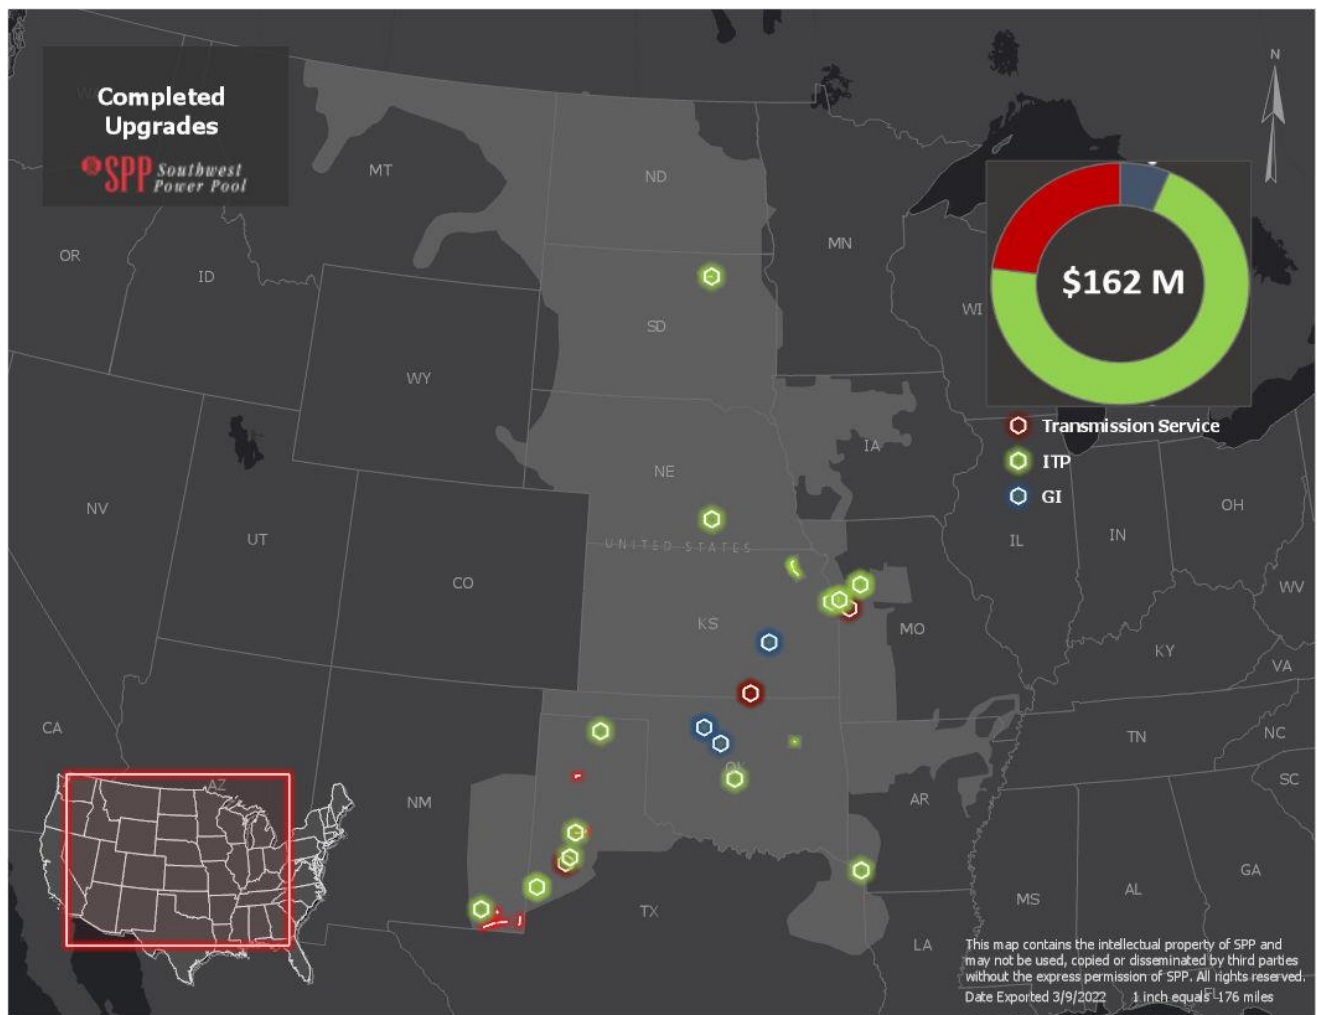 Completed
Upgrades
SPP Southwest
Power Pool
N
MT
ND
OR
ID
MN
$162 M
SD
WI
WY
Transmission Service
IA
ITP
NE
GI
NV
OH
UT
UNITED STATES
IL
IN
CO
WV
KS
MO
KY
VA
CA
NC
TN
OK
SC
AZ
NM
AR
GA
MS
AL
TX
LA
This map contains the intellectual property of SPP and
may not be used, copied or disseminated by third parties
without the express permission of SPP. All rights reserved.
Date Exported 3/9/2022 1 inch equals 176 miles
FL